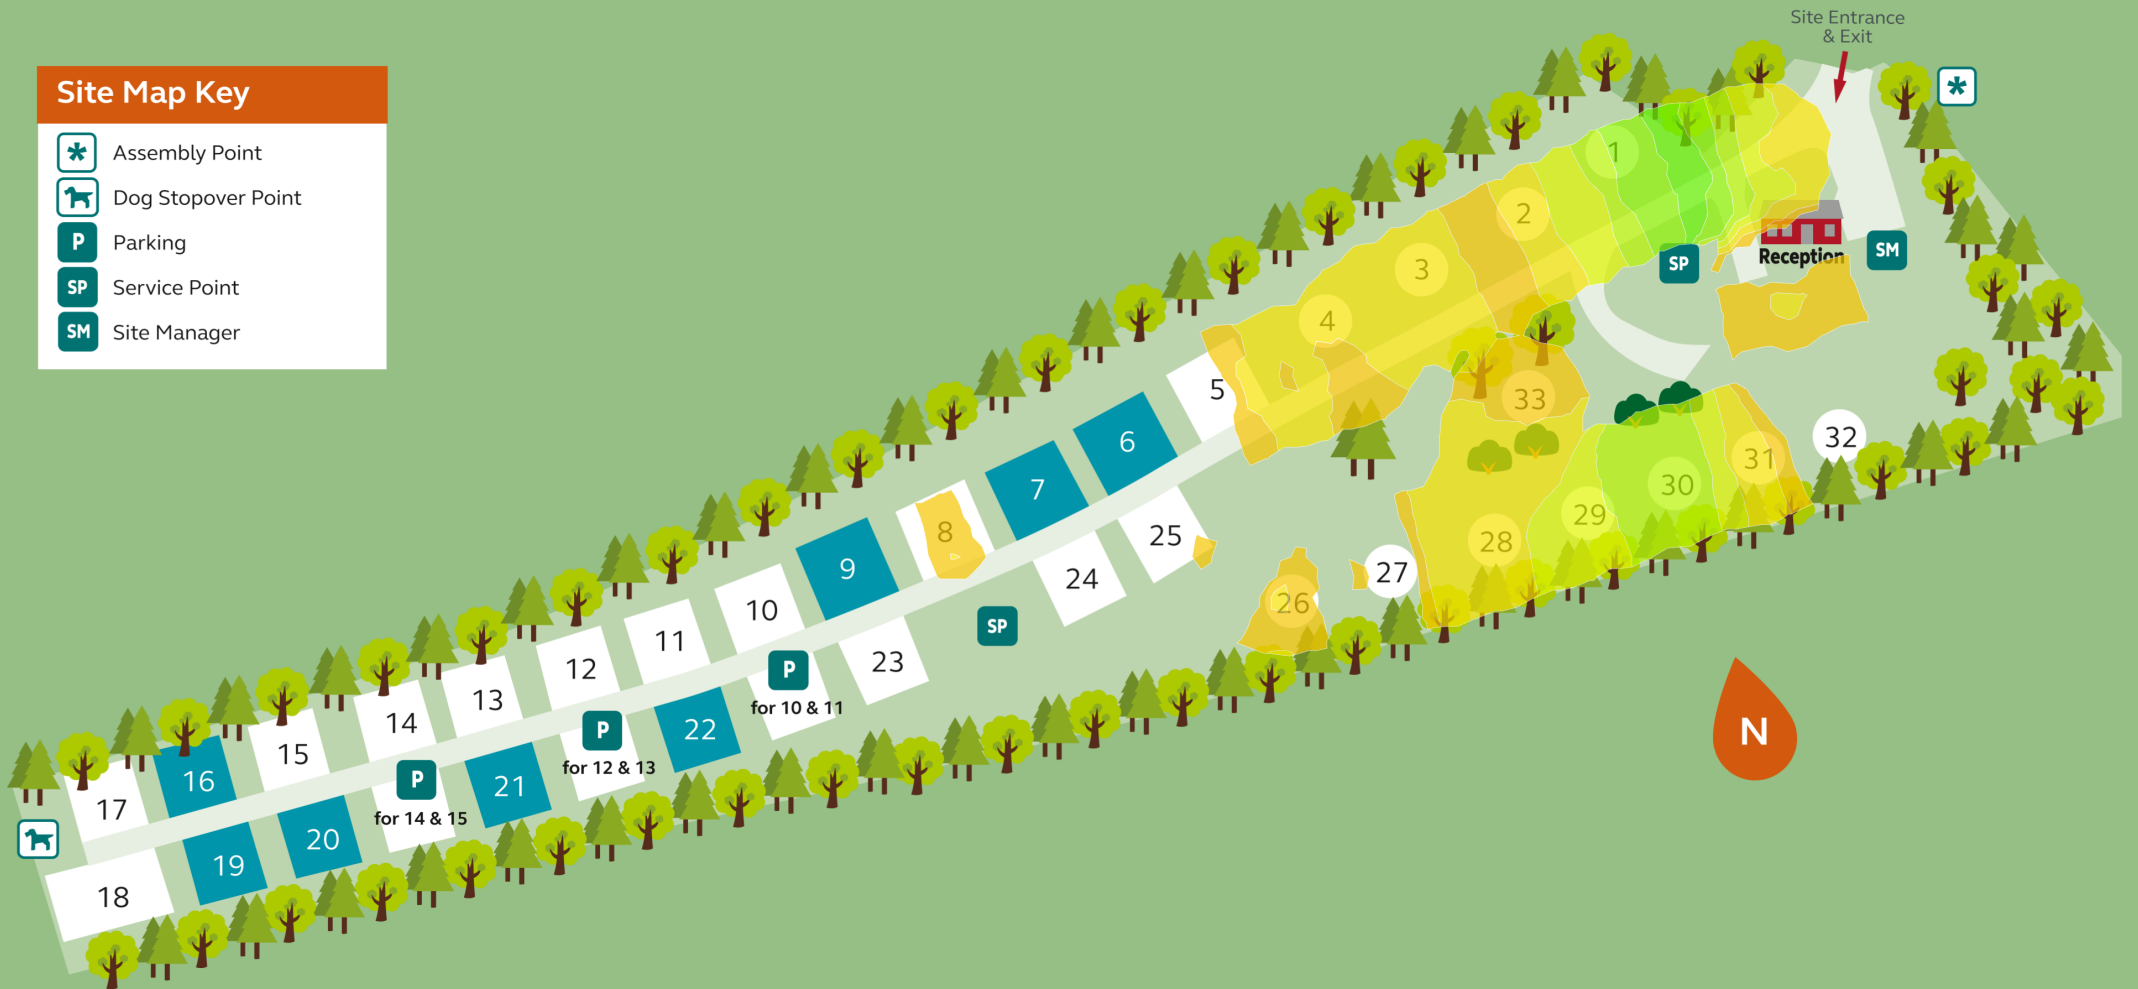 Site Entrance
& Exit
Site Map Key
Assembly Point
Dog Stopover Point
P Parking
SP Service Point
SM Site Manager
1
2
3
4
5
6
7
8
9
10
11
12
13
14
15
16
17
18
19
20
21
22
23
24
25
26
27
28
29
30
31
32
33
SP
Reception
SM
SP
P
for 10 & 11
P
for 12 & 13
P
for 14 & 15
N